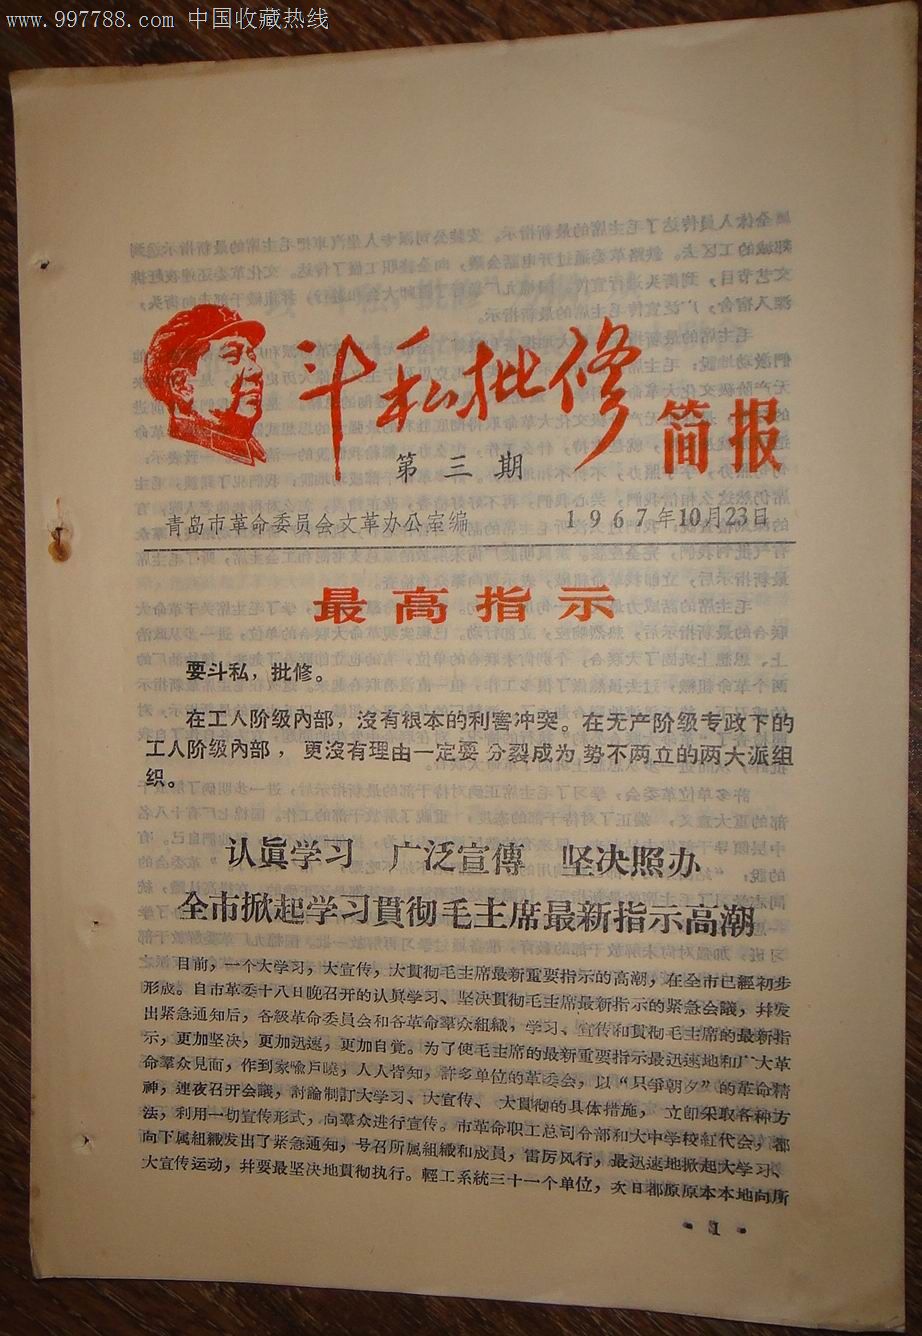 www.997788.com 中国收藏热线
斗私批修
简报
第三期
青岛市革命委员会文革办公室编
1967年10月23日
最高指示
要斗私，批修。
在工人阶级內部，沒有根本的利害冲突。在无产阶级专政下的
工人阶级內部，更沒有理由一定要分裂成为势不两立的两大派组
织。
认眞学习 广泛宣傳 坚决照办
全市掀起学习貫彻毛主席最新指示高潮
目前，一个大学习，大宣传，大貫彻毛主席最新重要指示的高潮，在全市已經初步
形成。自市革委十八日晚召开的认眞学习、坚决貫彻毛主席最新指示的紧急会議，幷发
出紧急通知后，各級革命委員会和各革命羣众組織，学习、宣传和貫彻毛主席的最新指
示，更加坚决，更加迅速，更加自覚。为了使毛主席的最新重要指示最迅速地和广大革
命羣众見面，作到家喩戶曉，人人皆知，許多单位的革委会，以“只爭朝夕”的革命精
神，連夜召开会議，討論制訂大学习、大宣传、大貫彻的具体措施，立即采取各种方
法，利用一切宣传形式，向羣众进行宣传。市革命职工总司令部和大中学校紅代会，都
向下属組織发出了紧急通知，号召所属組織和成員，雷厉风行，最迅速地掀起大学习、
大宣传运动，幷要最坚决地貫彻执行。輕工系統三十一个单位，次日都原原本本地向所
·1·